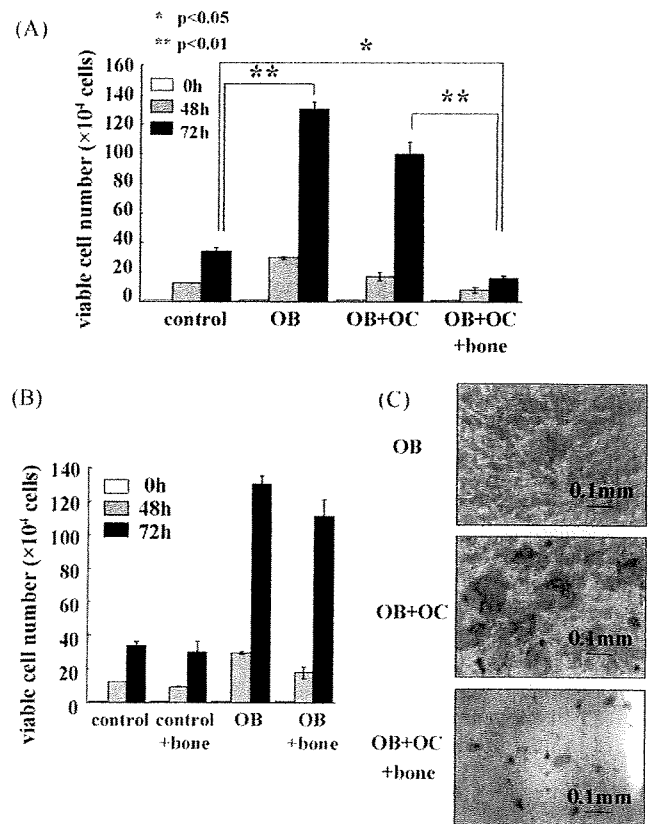 (A)
* p<0.05
** p<0.01
viable cell number (×10⁴ cells)
160
140
120
100
80
60
40
20
0
0h
48h
72h
**
*
**
control
OB
OB+OC
OB+OC
+bone
(B)
viable cell number (×10⁴ cells)
140
120
100
80
60
40
20
0
0h
48h
72h
control
control
+bone
OB
OB
+bone
(C)
OB
0.1mm
OB+OC
0.1mm
OB+OC
+bone
0.1mm